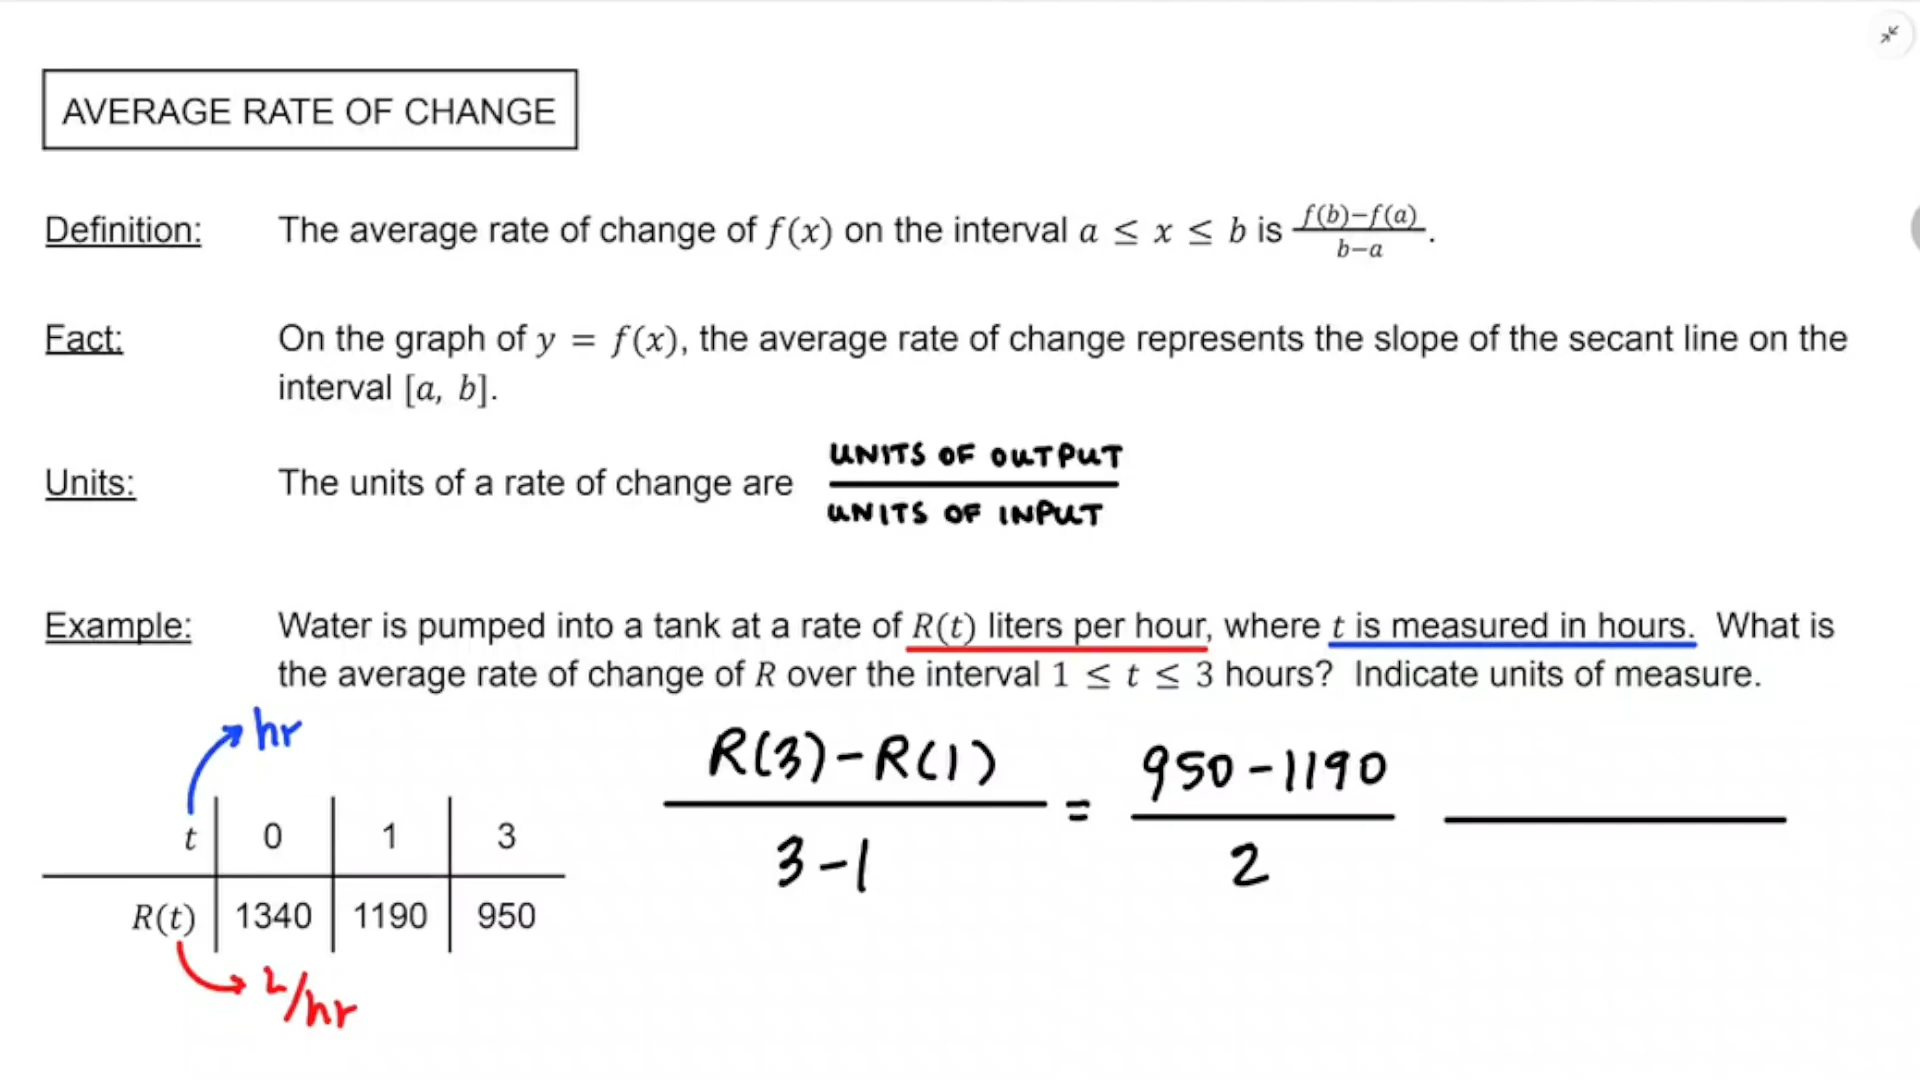 AVERAGE RATE OF CHANGE
Definition: The average rate of change of f(x) on the interval a ≤ x ≤ b is f(b)−f(a) / b−a.
Fact: On the graph of y = f(x), the average rate of change represents the slope of the secant line on the
interval [a, b].
UNITS OF OUTPUT
Units: The units of a rate of change are
UNITS OF INPUT
Example: Water is pumped into a tank at a rate of R(t) liters per hour, where t is measured in hours. What is
the average rate of change of R over the interval 1 ≤ t ≤ 3 hours? Indicate units of measure.
hr
t 0 1 3
R(t) 1340 1190 950
L/hr
R(3)-R(1) = 950-1190
3-1 2